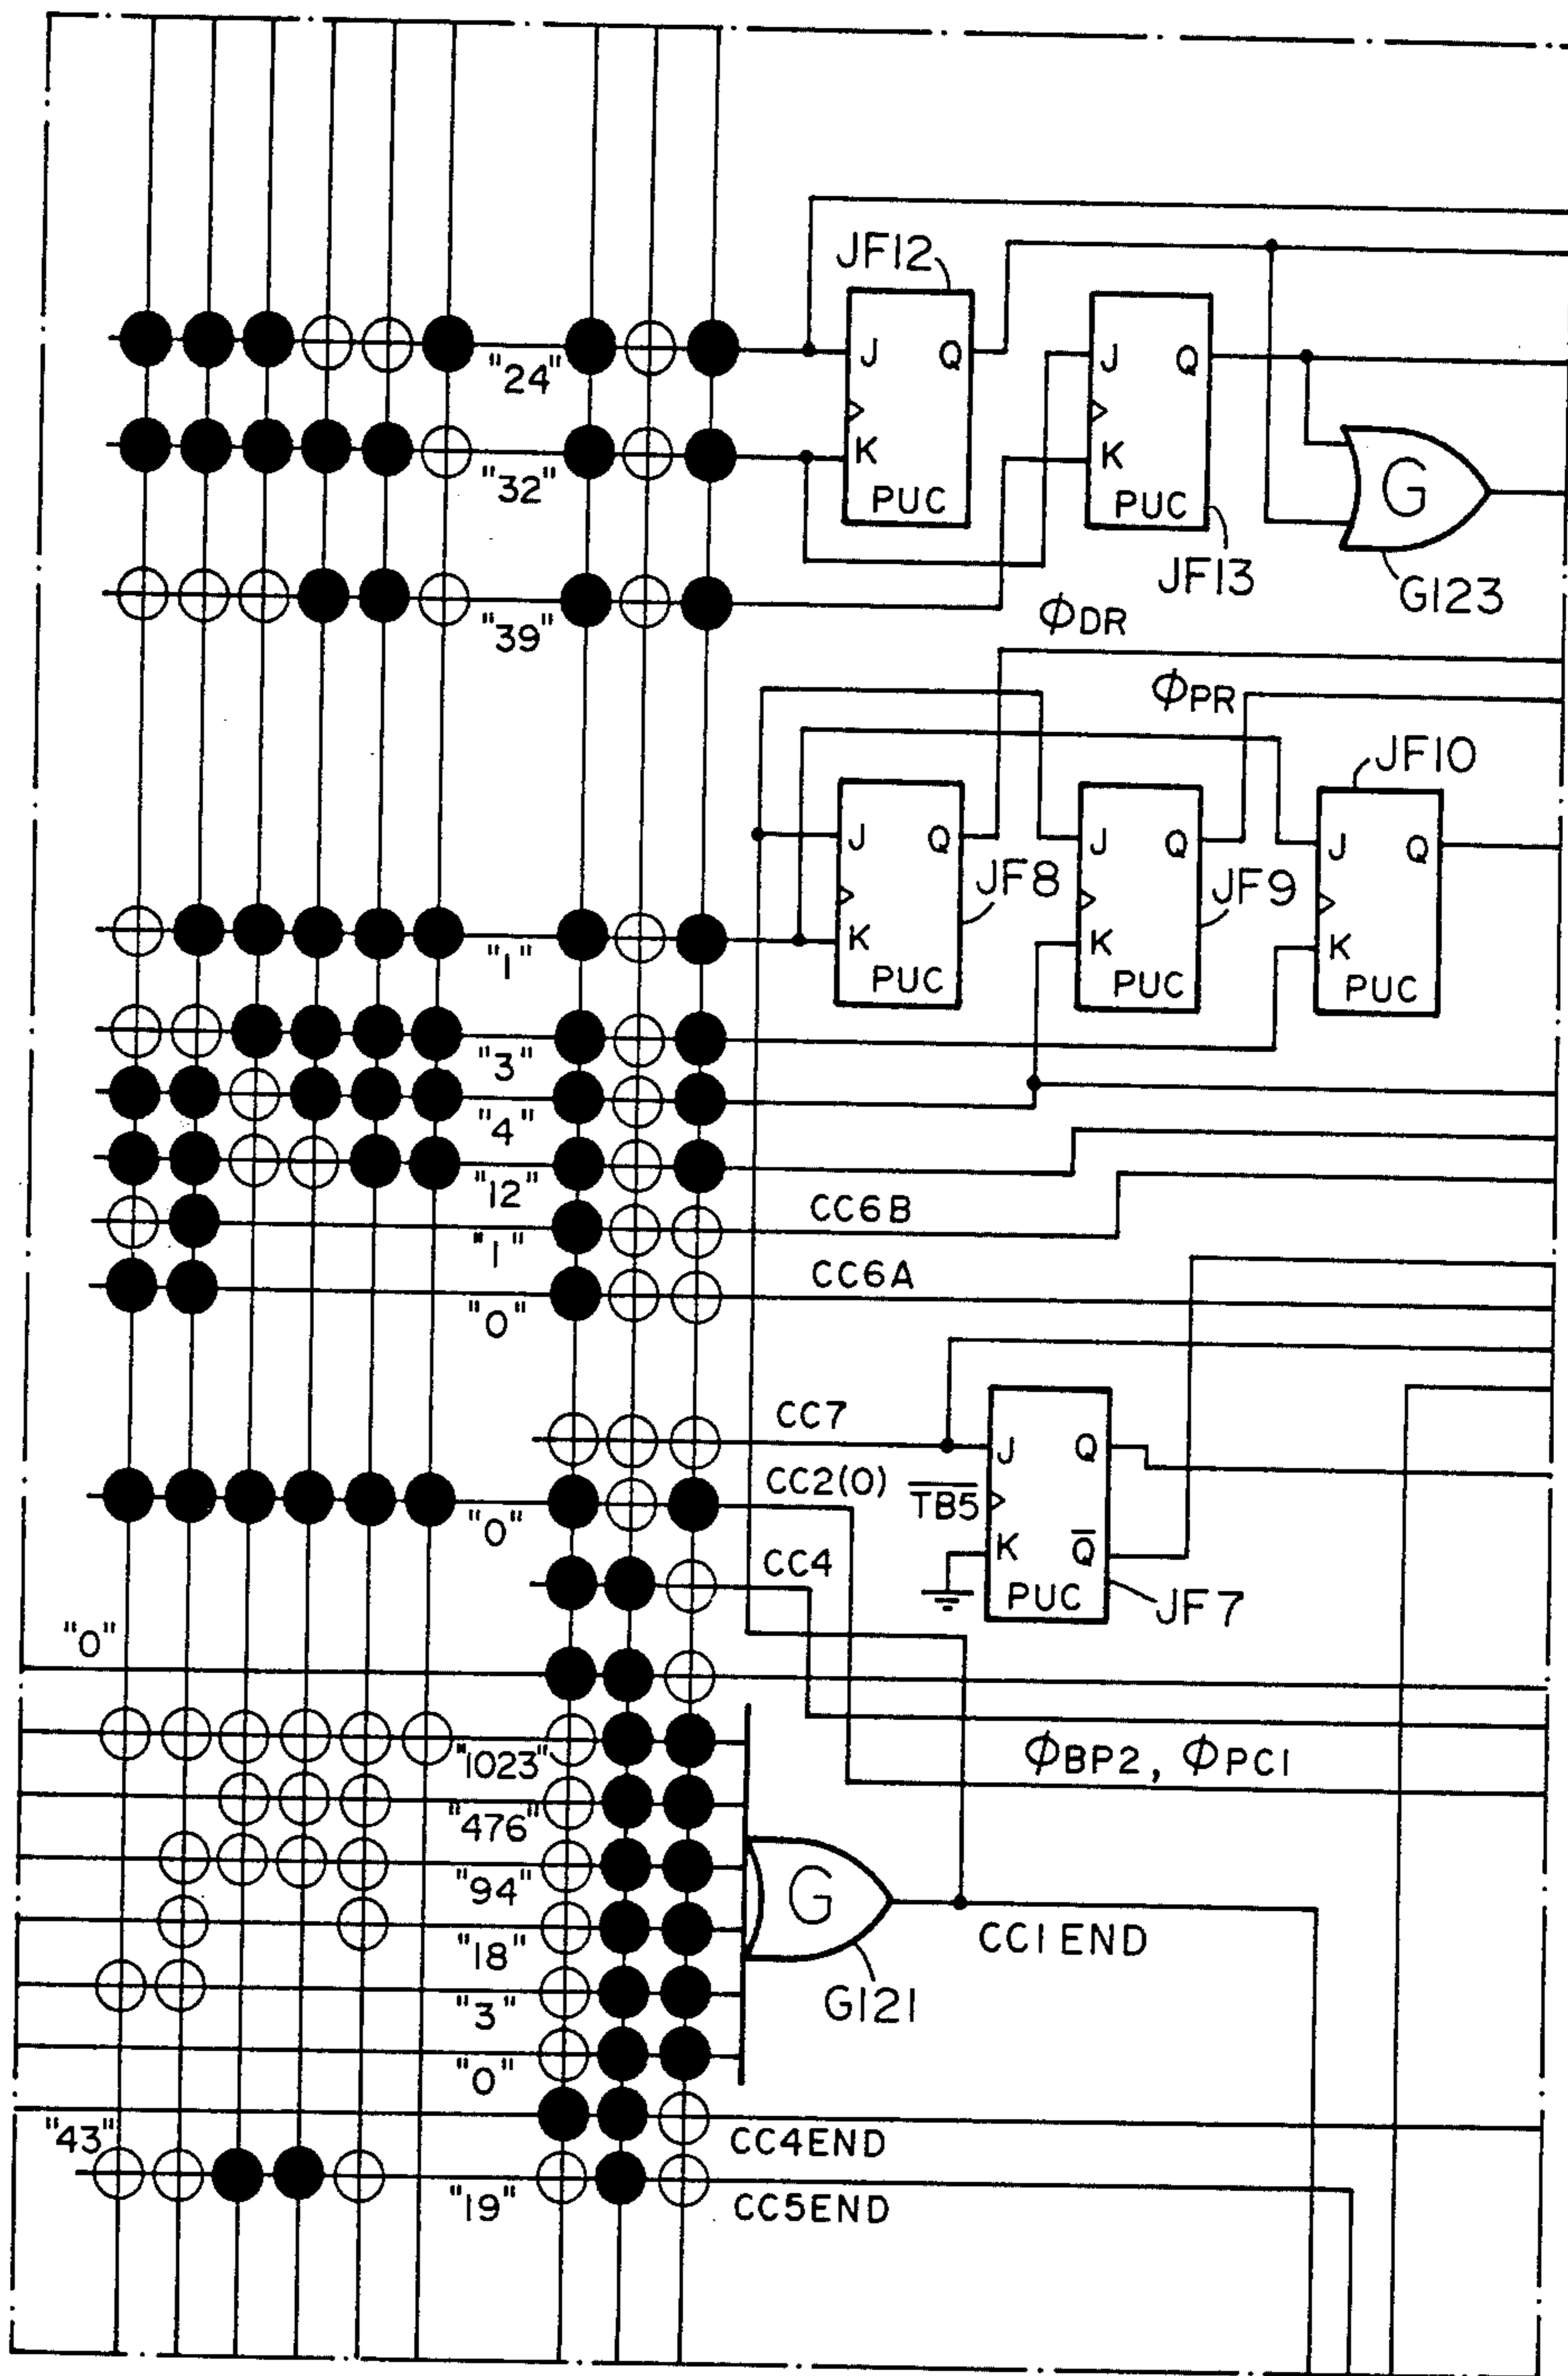 JF12
J Q
J Q
"24"
K
K
"32"
PUC
PUC
G
JF13
G123
"39"
ϕDR
ϕPR
JF10
J Q
J Q
J Q
JF8
JF9
K
K
K
"1"
PUC
PUC
PUC
"3"
"4"
"12"
CC6B
"1"
CC6A
"0"
CC7
J Q
CC2(0)
TB5
"0"
K Q
CC4
PUC
JF7
"0"
"1023"
ϕBP2, ϕPC1
"476"
"94"
G
"18"
CC1 END
"3"
G121
"0"
"43"
CC4END
"19"
CC5END